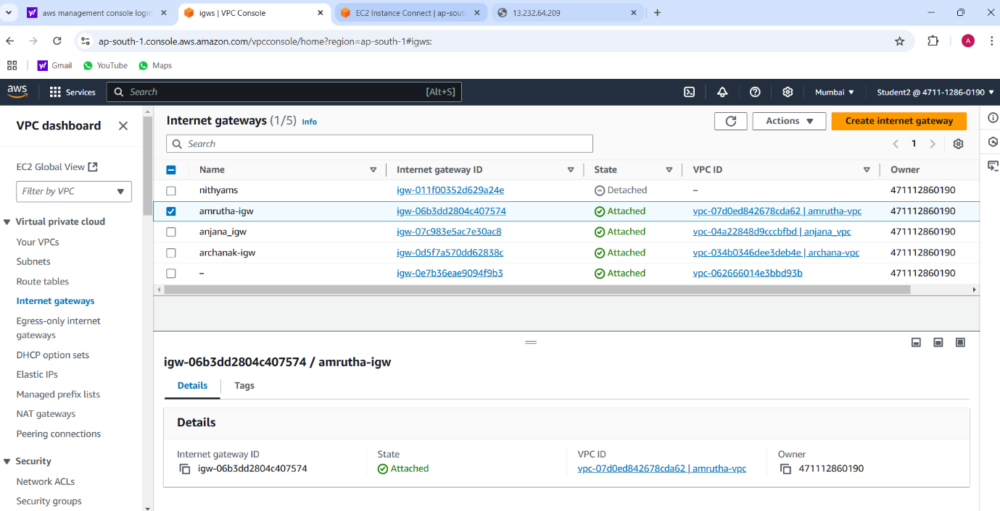 aws management console login
igws | VPC Console
EC2 Instance Connect | ap-sout
13.232.64.209
ap-south-1.console.aws.amazon.com/vpcconsole/home?region=ap-south-1#igws:
A
Gmail
YouTube
Maps
aws
Services
Search
[Alt+S]
Mumbai
Student2 @ 4711-1286-0190
VPC dashboard
EC2 Global View
Filter by VPC
Virtual private cloud
Your VPCs
Subnets
Route tables
Internet gateways
Egress-only internet
gateways
DHCP option sets
Elastic IPs
Managed prefix lists
NAT gateways
Peering connections
Security
Network ACLs
Security groups
Internet gateways (1/5) Info
Actions
Create internet gateway
Search
1
Name Internet gateway ID State VPC ID Owner
nithyams igw-011f00352d629a24e Detached – 471112860190
amrutha-igw igw-06b3dd2804c407574 Attached vpc-07d0ed842678cda62 | amrutha-vpc 471112860190
anjana_igw igw-07c983e5ac7e30ac8 Attached vpc-04a22848d9cccbfbd | anjana_vpc 471112860190
archanak-igw igw-0d5f7a570dd62838c Attached vpc-034b0346dee3deb4e | archana-vpc 471112860190
– igw-0e7b36eae9094f9b3 Attached vpc-062666014e3bbd93b 471112860190
igw-06b3dd2804c407574 / amrutha-igw
Details Tags
Details
Internet gateway ID State VPC ID Owner
igw-06b3dd2804c407574 Attached vpc-07d0ed842678cda62 | amrutha-vpc 471112860190